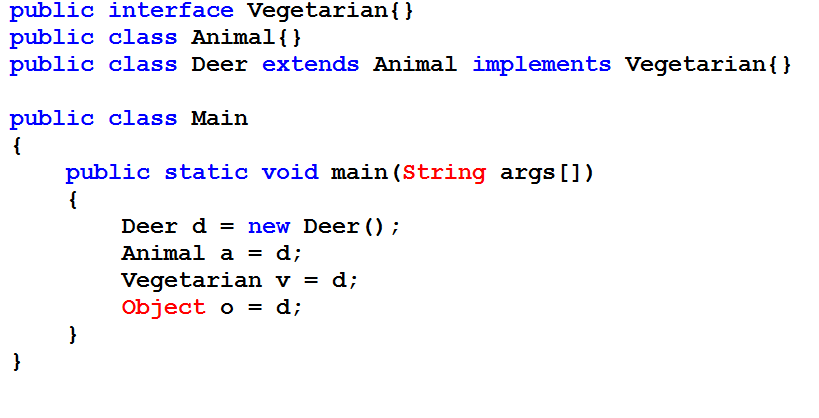 public interface Vegetarian{}
public class Animal{}
public class Deer extends Animal implements Vegetarian{}
public class Main
{
public static void main(String args[])
{
Deer d = new Deer();
Animal a = d;
Vegetarian v = d;
Object o = d;
}
}